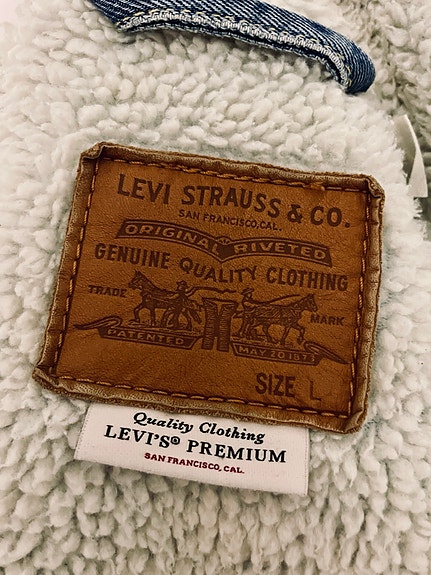 LEVI STRAUSS & CO.
SAN FRANCISCO, CAL.
ORIGINAL RIVETED
GENUINE QUALITY CLOTHING
TRADE MARK
PATENTED MAY 20 1873
SIZE L
Quality Clothing
LEVI'S® PREMIUM
SAN FRANCISCO, CAL.